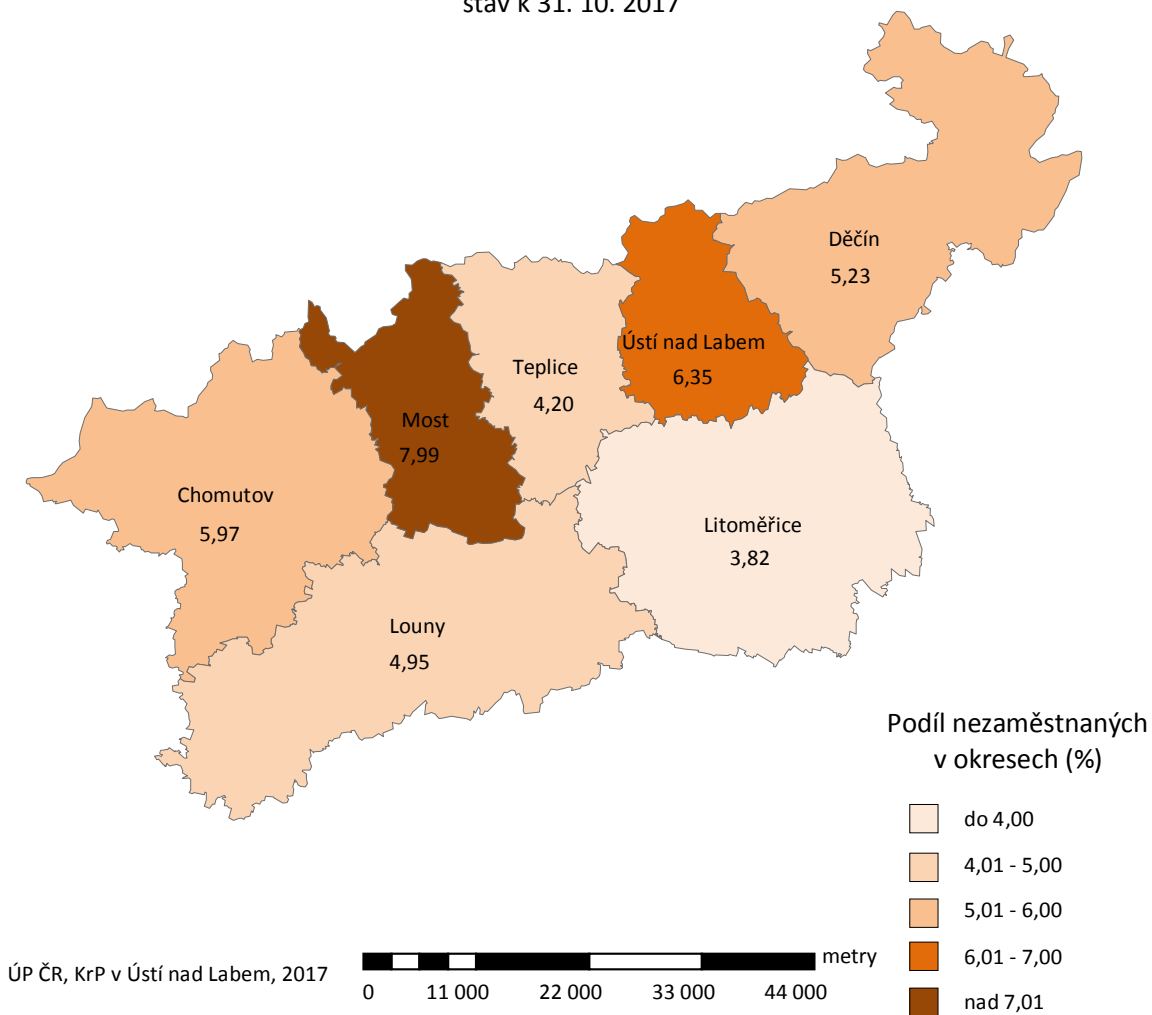 stav k 31. 10. 2017
Děčín
5,23
Ústí nad Labem
6,35
Teplice
4,20
Most
7,99
Chomutov
5,97
Litoměřice
3,82
Louny
4,95
Podíl nezaměstnaných
v okresech (%)
do 4,00
4,01 - 5,00
5,01 - 6,00
6,01 - 7,00
nad 7,01
ÚP ČR, KrP v Ústí nad Labem, 2017
metry
0 11 000 22 000 33 000 44 000